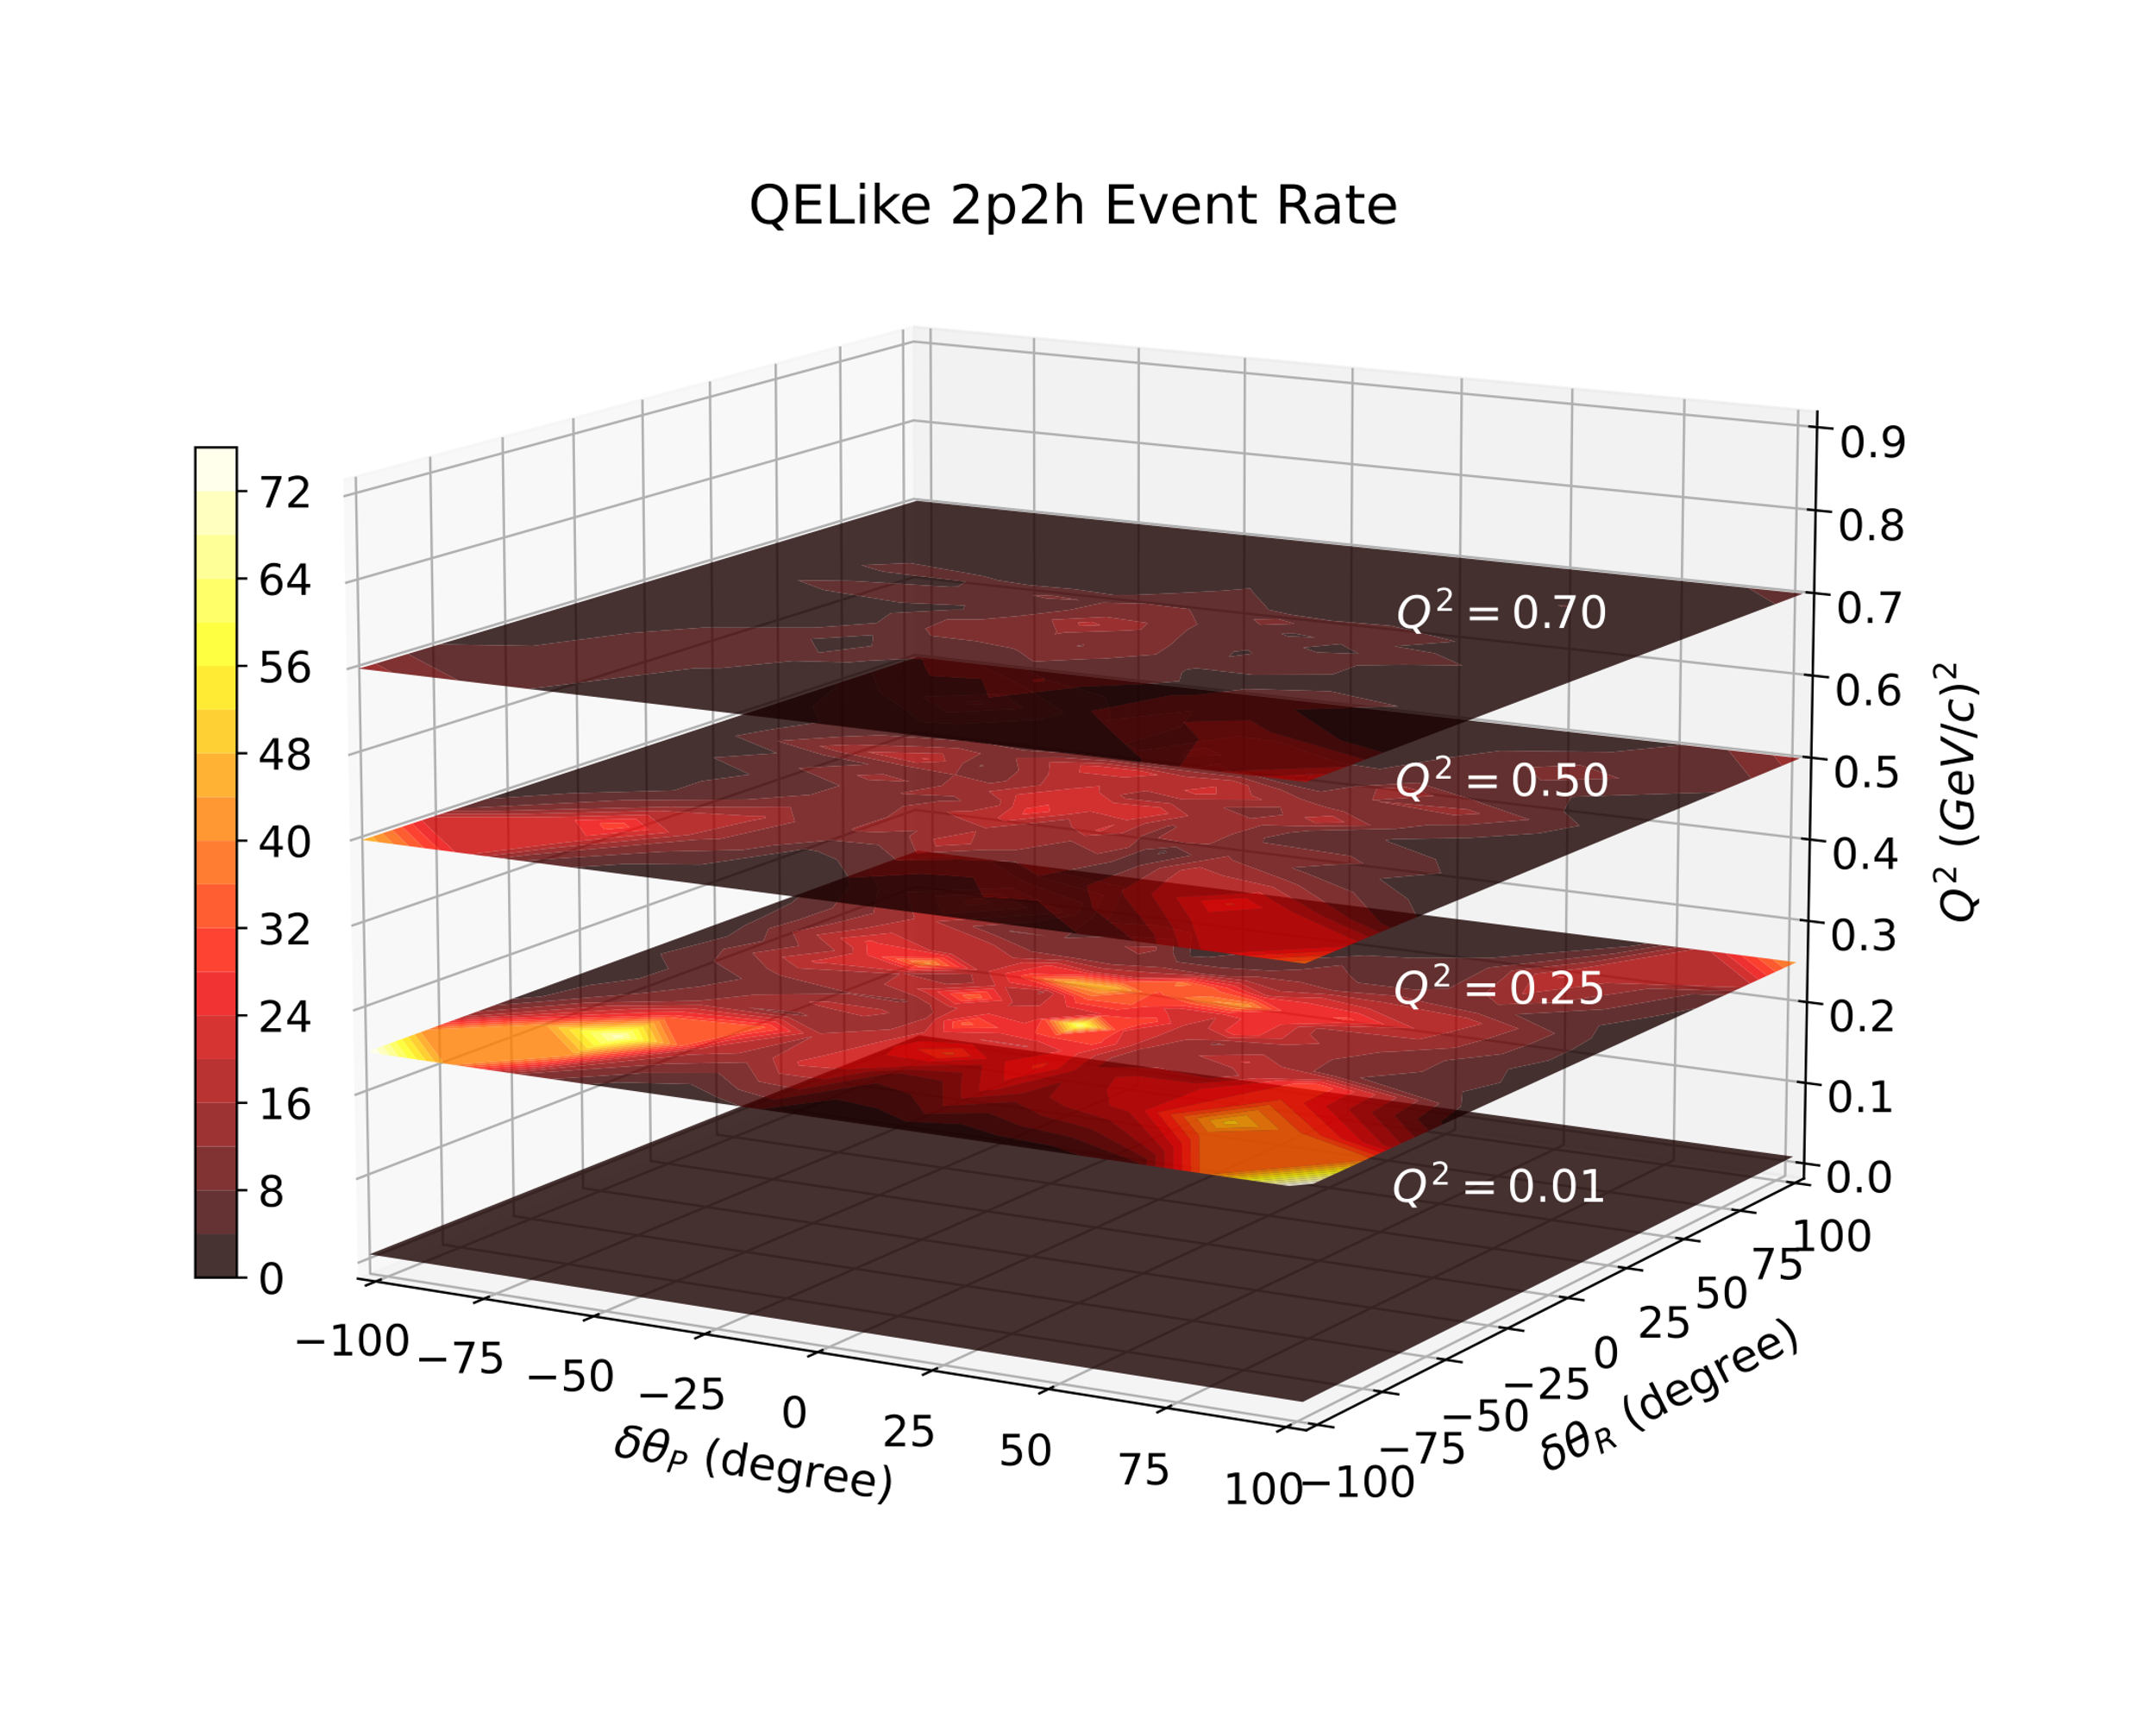 QELike 2p2h Event Rate
72
64
56
48
40
32
24
16
8
0
Q² = 0.70
Q² = 0.50
Q² = 0.25
Q² = 0.01
0.9
0.8
0.7
0.6
0.5
0.4
0.3
0.2
0.1
0.0
Q² (GeV/c)²
−100 −75 −50 −25 0 25 50 75 100
δθ_P (degree)
−100 −75 −50 −25 0 25 50 75 100
δθ_R (degree)